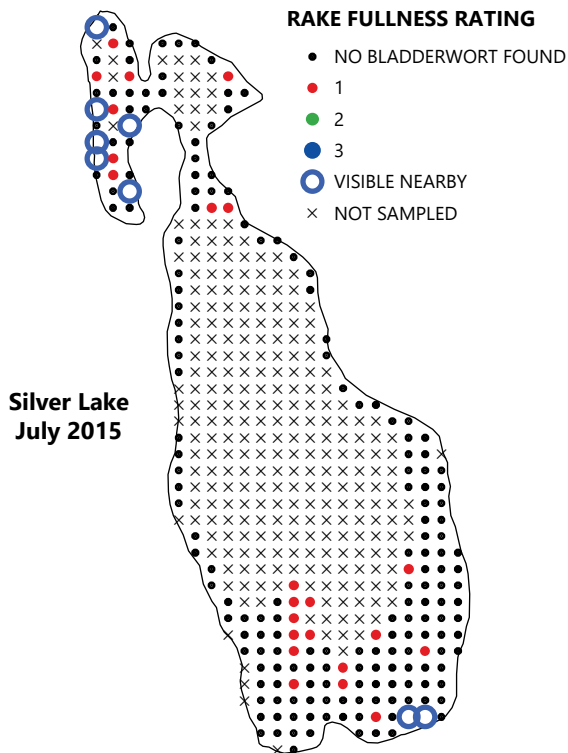 RAKE FULLNESS RATING
NO BLADDERWORT FOUND
1
2
3
VISIBLE NEARBY
NOT SAMPLED
Silver Lake
July 2015